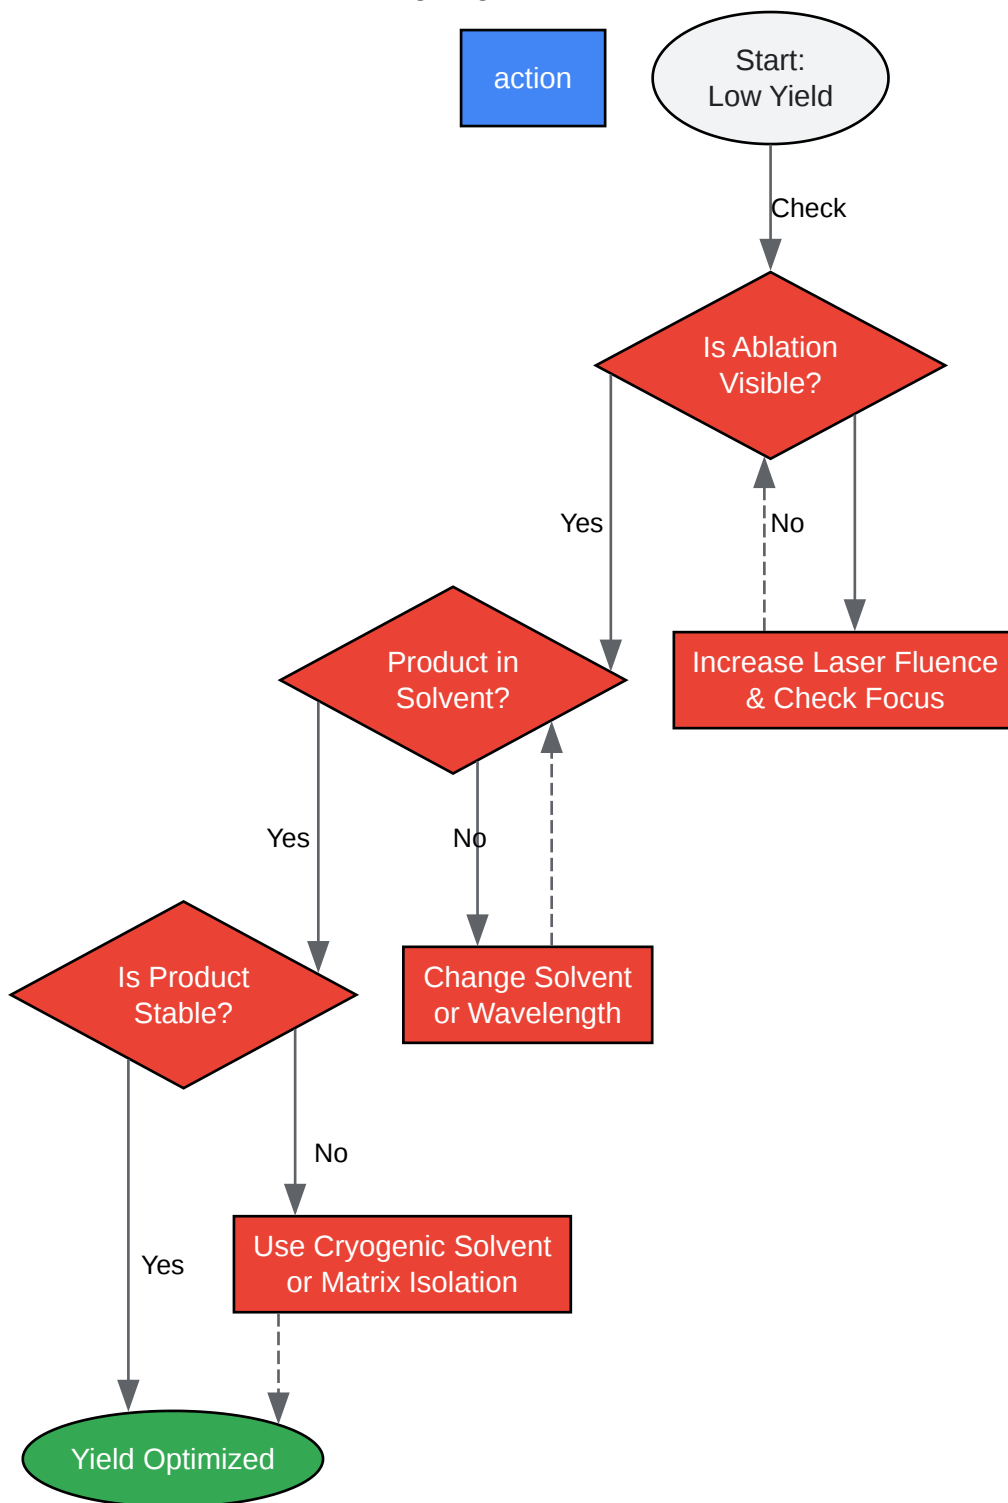 action
Start:
Low Yield
Check
Is Ablation
Visible?
Yes
No
Product in
Solvent?
Increase Laser Fluence
& Check Focus
Yes
No
Is Product
Stable?
Change Solvent
or Wavelength
No
Use Cryogenic Solvent
or Matrix Isolation
Yes
Yield Optimized